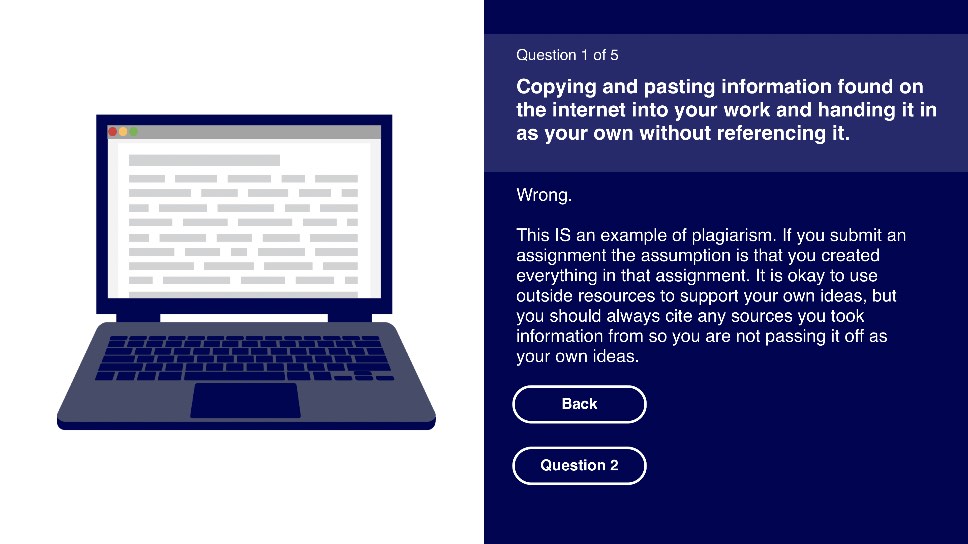 Question 1 of 5
Copying and pasting information found on
the internet into your work and handing it in
as your own without referencing it.
Wrong.
This IS an example of plagiarism. If you submit an
assignment the assumption is that you created
everything in that assignment. It is okay to use
outside resources to support your own ideas, but
you should always cite any sources you took
information from so you are not passing it off as
your own ideas.
Back
Question 2